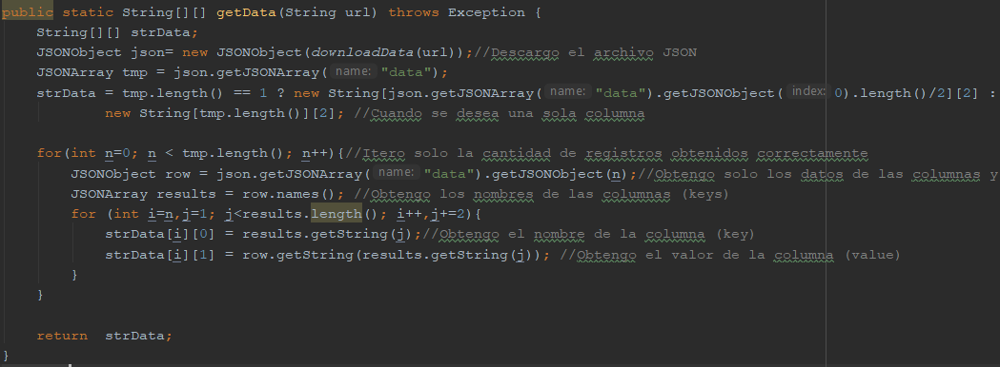 public static String[][] getData(String url) throws Exception {
    String[][] strData;
    JSONObject json= new JSONObject(downloadData(url));//Descargo el archivo JSON
    JSONArray tmp = json.getJSONArray( name: "data");
    strData = tmp.length() == 1 ? new String[json.getJSONArray( name: "data").getJSONObject( index: 0).length()/2][2] :
            new String[tmp.length()][2]; //Cuando se desea una sola columna
    for(int n=0; n < tmp.length(); n++){//Itero solo la cantidad de registros obtenidos correctamente
        JSONObject row = json.getJSONArray( name: "data").getJSONObject(n);//Obtengo solo los datos de las columnas y
        JSONArray results = row.names(); //Obtengo los nombres de las columnas (keys)
        for (int i=n,j=1; j<results.length(); i++,j+=2){
            strData[i][0] = results.getString(j);//Obtengo el nombre de la columna (key)
            strData[i][1] = row.getString(results.getString(j)); //Obtengo el valor de la columna (value)
        }
    }
    return  strData;
}